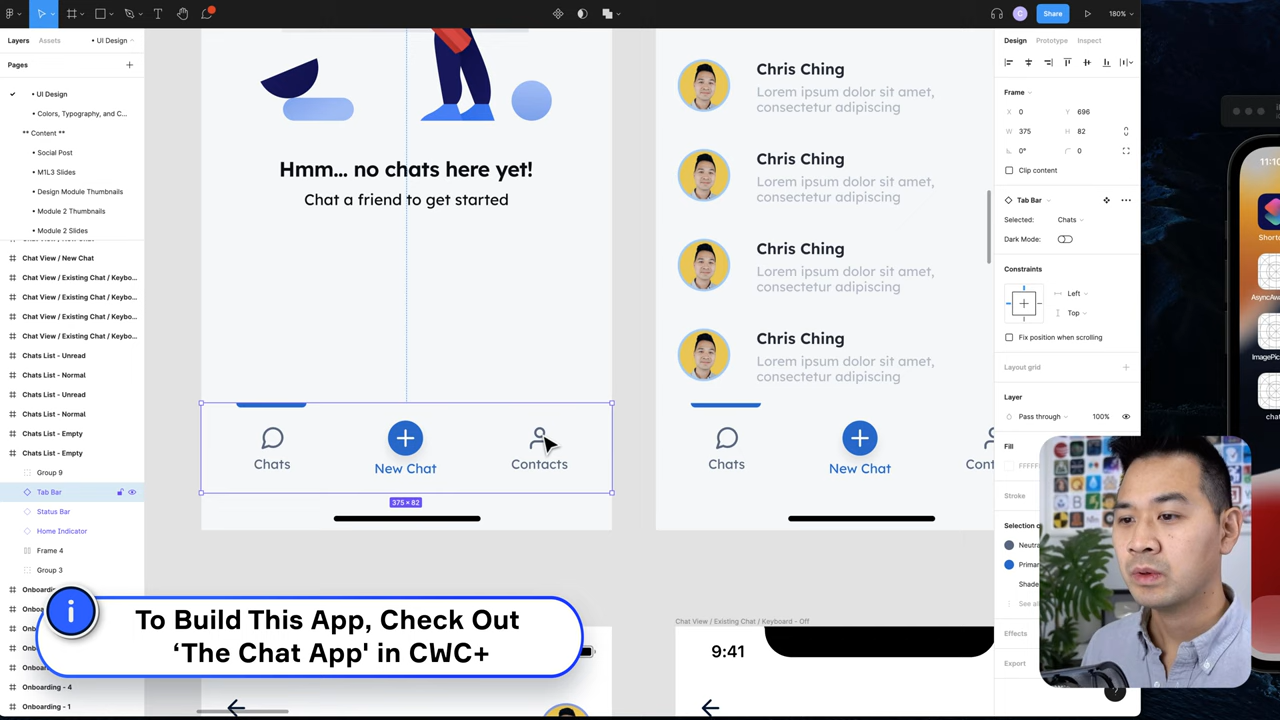 Share
C
180%
Layers
Assets
• UI Design
Design
Prototype
Inspect
Pages
• UI Design
• Colors, Typography, and C...
** Content **
• Social Post
• M1L3 Slides
• Design Module Thumbnails
• Module 2 Thumbnails
• Module 2 Slides
Chat View / New Chat
Chat View / Existing Chat / Keybo...
Chat View / Existing Chat / Keybo...
Chat View / Existing Chat / Keybo...
Chat View / Existing Chat / Keybo...
Chats List - Unread
Chats List - Normal
Chats List - Unread
Chats List - Normal
Chats List - Empty
Chats List - Empty
Group 9
Tab Bar
Status Bar
Home Indicator
Frame 4
Group 3
Onboarding - 4
Onboarding - 1
Hmm... no chats here yet!
Chat a friend to get started
Chats
New Chat
Contacts
375 × 82
Chris Ching
Lorem ipsum dolor sit amet,
consectetur adipiscing
Chris Ching
Lorem ipsum dolor sit amet,
consectetur adipiscing
Chris Ching
Lorem ipsum dolor sit amet,
consectetur adipiscing
Chris Ching
Lorem ipsum dolor sit amet,
consectetur adipiscing
Chats
New Chat
Chat View / Existing Chat / Keyboard - Off
9:41
9:41
Frame
X 0
Y 696
W 375
H 82
0°
0
Clip content
Tab Bar
Selected:
Chats
Dark Mode:
Constraints
Left
Top
Fix position when scrolling
Layout grid
Layer
Pass through
100%
Fill
Stroke
Effects
Export
11:10
i
To Build This App, Check Out
‘The Chat App' in CWC+